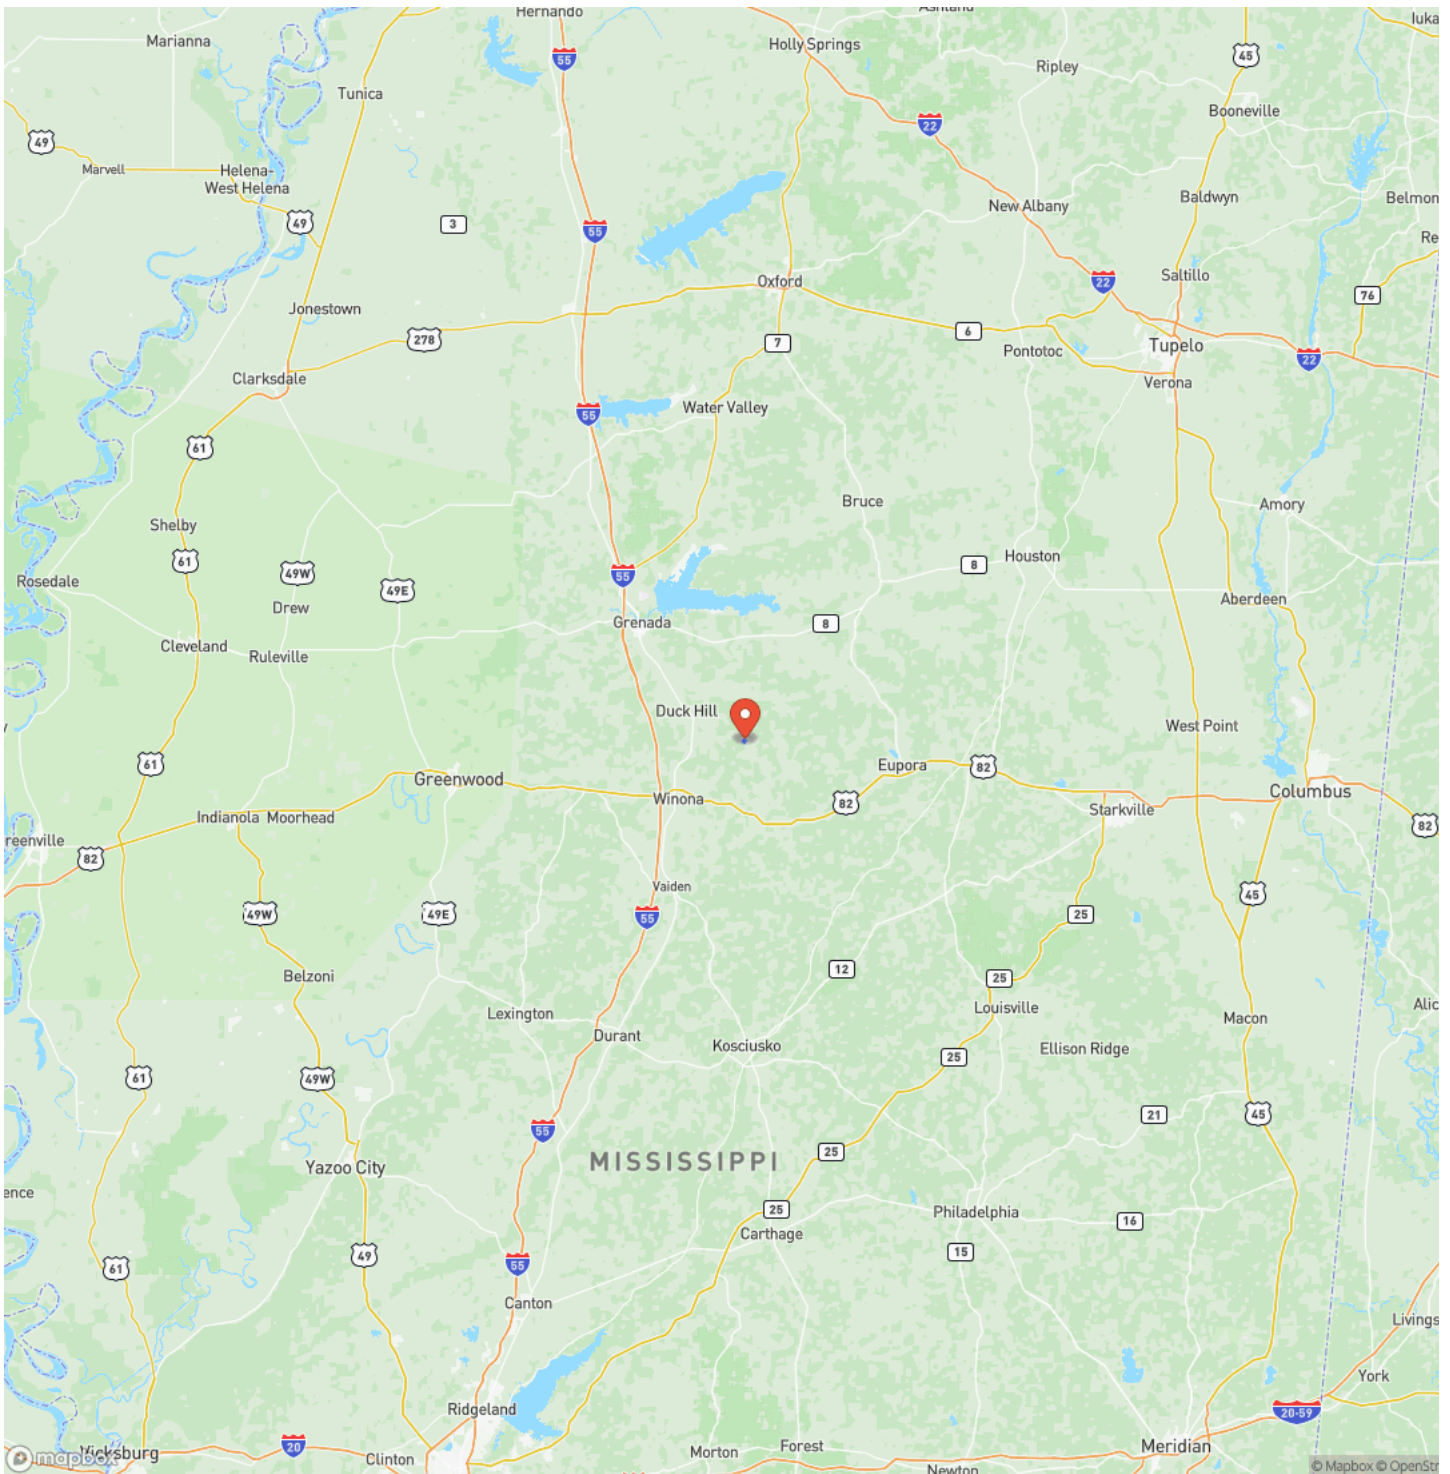 Hernando
Ashland
Iuka
Marianna
Holly Springs
45
55
Ripley
Tunica
Booneville
22
49
Marvell
Helena-
West Helena
Baldwyn
Belmon
New Albany
49
3
55
Re
Saltillo
Oxford
22
76
Jonestown
6
278
7
Pontotoc
Tupelo
22
Clarksdale
Verona
55
Water Valley
61
Bruce
Amory
Shelby
Houston
61
8
49W
55
Rosedale
49E
Aberdeen
Drew
Grenada
8
Cleveland
Ruleville
Duck Hill
West Point
y
61
Eupora
82
Greenwood
Columbus
Winona
82
Starkville
Indianola
Moorhead
82
reenville
82
Vaiden
45
49W
49E
55
25
12
Belzoni
25
Louisville
Alic
Lexington
Macon
Durant
Kosciusko
Ellison Ridge
25
61
49W
21
45
55
25
MISSISSIPPI
Yazoo City
ence
25
Philadelphia
16
Carthage
49
15
61
55
Canton
Livings
York
Ridgeland
20-59
20
Vicksburg
Meridian
Morton
Forest
Clinton
mapbox
Newton
© Mapbox © OpenStr